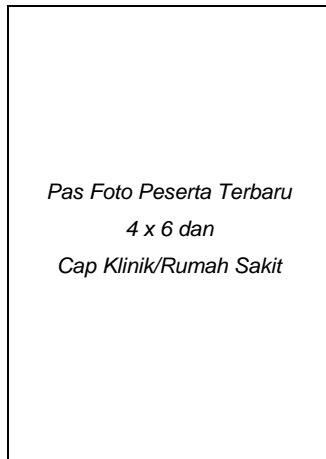 Pas Foto Peserta Terbaru
4 x 6 dan
Cap Klinik/Rumah Sakit